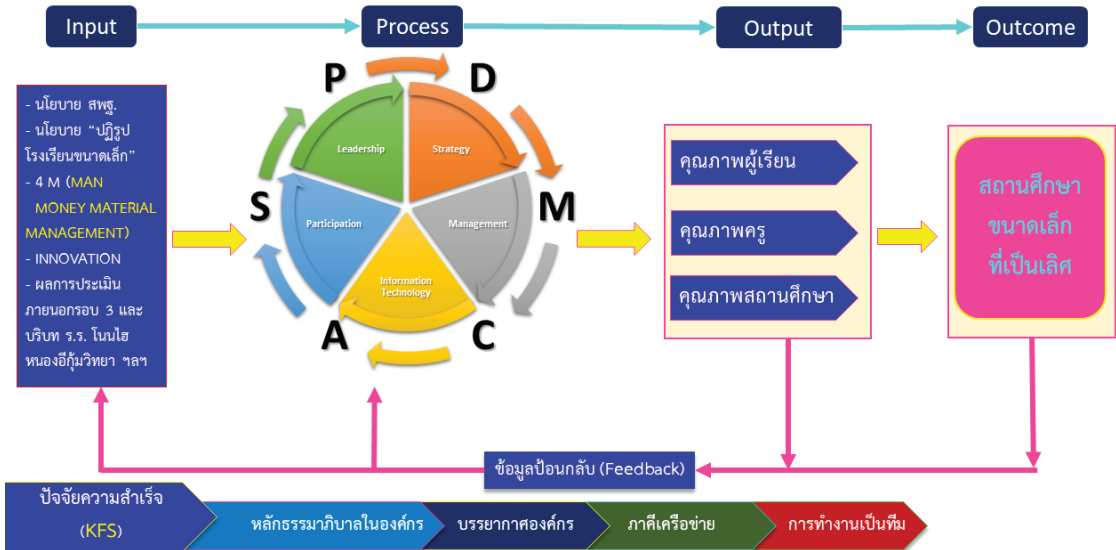 Input
Process
Output
Outcome
- นโยบาย สพฐ.
- นโยบาย “ปฏิรูป
โรงเรียนขนาดเล็ก”
- 4 M (MAN
MONEY MATERIAL
MANAGEMENT)
- INNOVATION
- ผลการประเมิน
ภายนอกรอบ 3 และ
บริบท ร.ร. โนนไฮ
หนองอีกุ้มวิทยา ฯลฯ
P
D
M
C
A
S
Leadership
Strategy
Participation
Management
Information
Technology
คุณภาพผู้เรียน
คุณภาพครู
คุณภาพสถานศึกษา
สถานศึกษา
ขนาดเล็ก
ที่เป็นเลิศ
ข้อมูลป้อนกลับ (Feedback)
ปัจจัยความสำเร็จ
(KFS)
หลักธรรมาภิบาลในองค์กร
บรรยากาศองค์กร
ภาคีเครือข่าย
การทำงานเป็นทีม